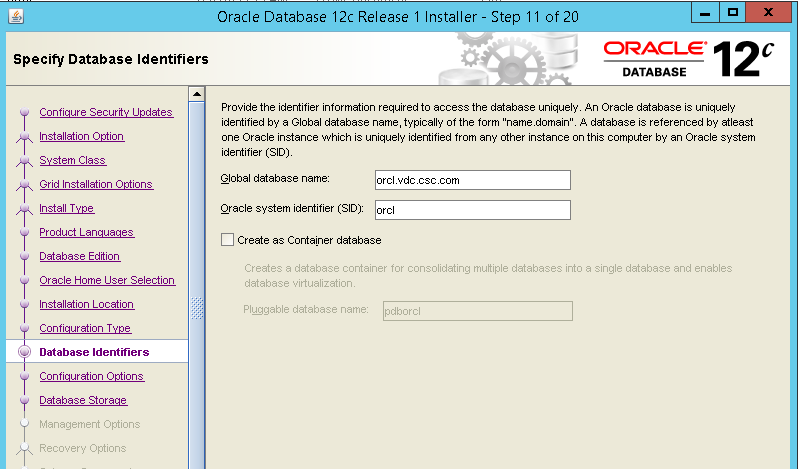 Oracle Database 12c Release 1 Installer - Step 11 of 20
Specify Database Identifiers
ORACLE®
DATABASE
12c
Configure Security Updates
Installation Option
System Class
Grid Installation Options
Install Type
Product Languages
Database Edition
Oracle Home User Selection
Installation Location
Configuration Type
Database Identifiers
Configuration Options
Database Storage
Management Options
Recovery Options
Provide the identifier information required to access the database uniquely. An Oracle database is uniquely
identified by a Global database name, typically of the form "name.domain". A database is referenced by atleast
one Oracle instance which is uniquely identified from any other instance on this computer by an Oracle system
identifier (SID).
Global database name:
orcl.vdc.csc.com
Oracle system identifier (SID):
orcl
Create as Container database
Creates a database container for consolidating multiple databases into a single database and enables
database virtualization.
Pluggable database name:
pdborcl